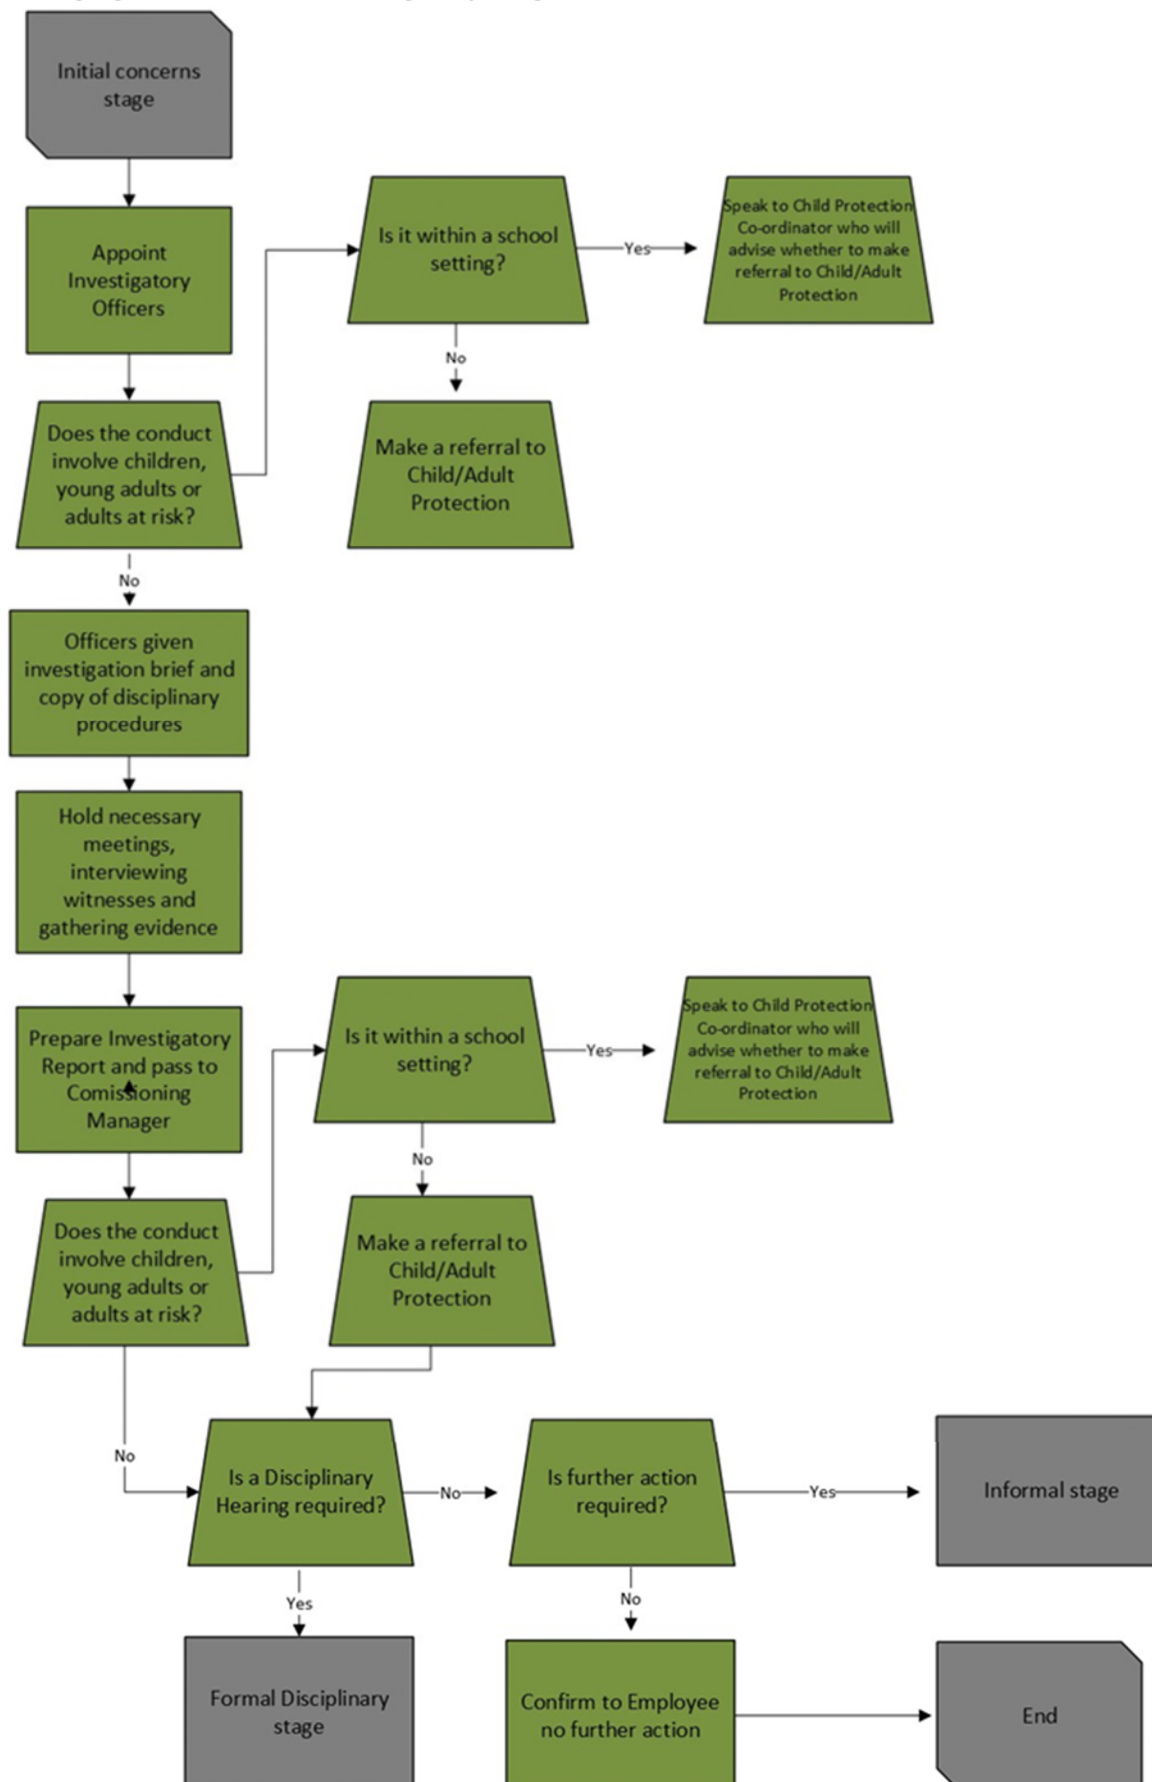 Initial concerns
stage
Appoint
Investigatory
Officers
Is it within a school
setting?
Yes
Speak to Child Protection
Co-ordinator who will
advise whether to make
referral to Child/Adult
Protection
No
Make a referral to
Child/Adult
Protection
Does the conduct
involve children,
young adults or
adults at risk?
No
Officers given
investigation brief and
copy of disciplinary
procedures
Hold necessary
meetings,
interviewing
witnesses and
gathering evidence
Prepare Investigatory
Report and pass to
Comissioning
Manager
Is it within a school
setting?
Yes
Speak to Child Protection
Co-ordinator who will
advise whether to make
referral to Child/Adult
Protection
No
Make a referral to
Child/Adult
Protection
Does the conduct
involve children,
young adults or
adults at risk?
No
Is a Disciplinary
Hearing required?
No
Is further action
required?
Yes
Informal stage
Yes
No
Formal Disciplinary
stage
Confirm to Employee
no further action
End